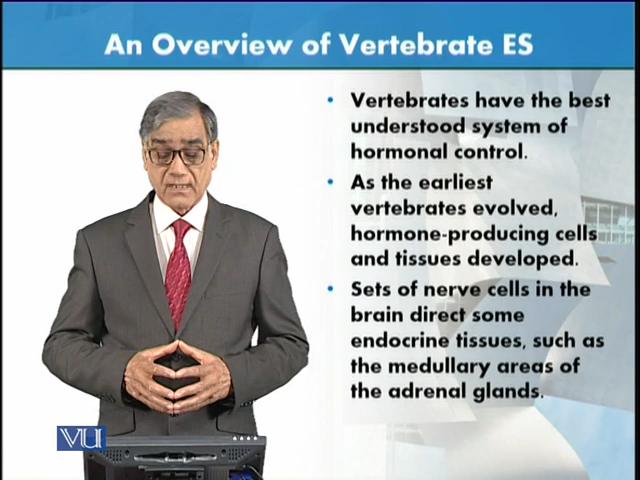 An Overview of Vertebrate ES
• Vertebrates have the best
understood system of
hormonal control.
• As the earliest
vertebrates evolved,
hormone-producing cells
and tissues developed.
• Sets of nerve cells in the
brain direct some
endocrine tissues, such as
the medullary areas of
the adrenal glands.
VU